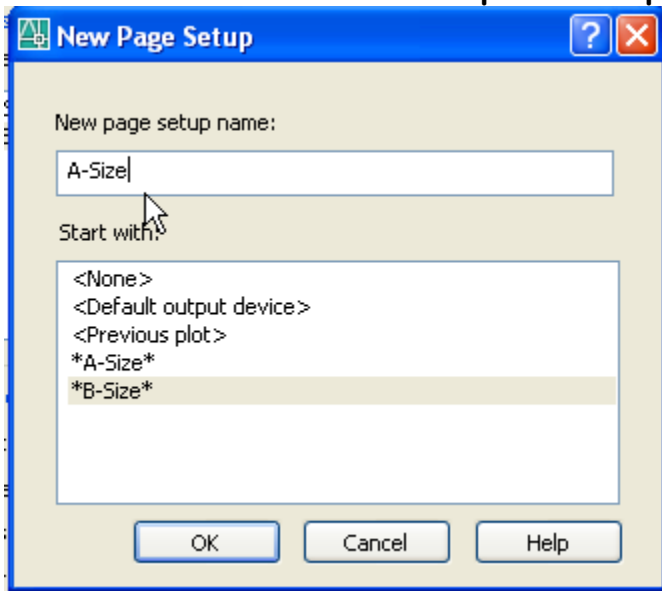 New Page Setup
New page setup name:
A-Size
Start with:
<None>
<Default output device>
<Previous plot>
*A-Size*
*B-Size*
OK Cancel Help